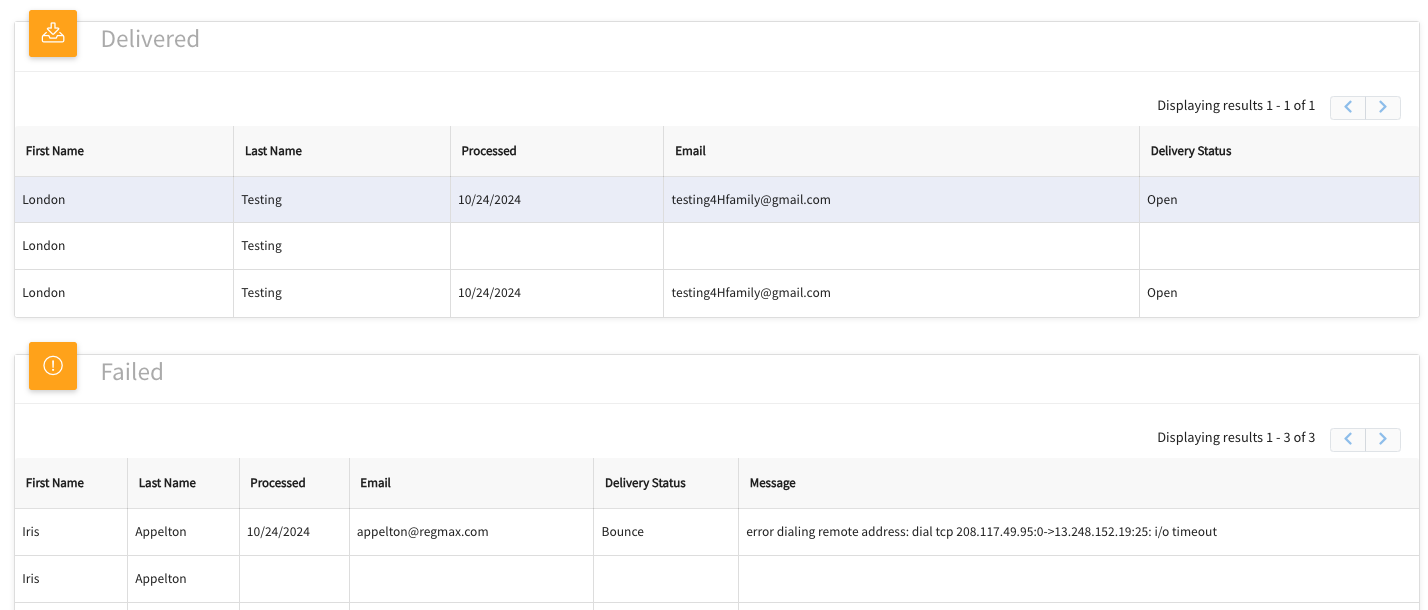 Delivered
Displaying results 1 - 1 of 1
First Name Last Name Processed Email Delivery Status
London Testing 10/24/2024 testing4Hfamily@gmail.com Open
London Testing
London Testing 10/24/2024 testing4Hfamily@gmail.com Open
Failed
Displaying results 1 - 3 of 3
First Name Last Name Processed Email Delivery Status Message
Iris Appelton 10/24/2024 appelton@regmax.com Bounce error dialing remote address: dial tcp 208.117.49.95:0->13.248.152.19:25: i/o timeout
Iris Appelton